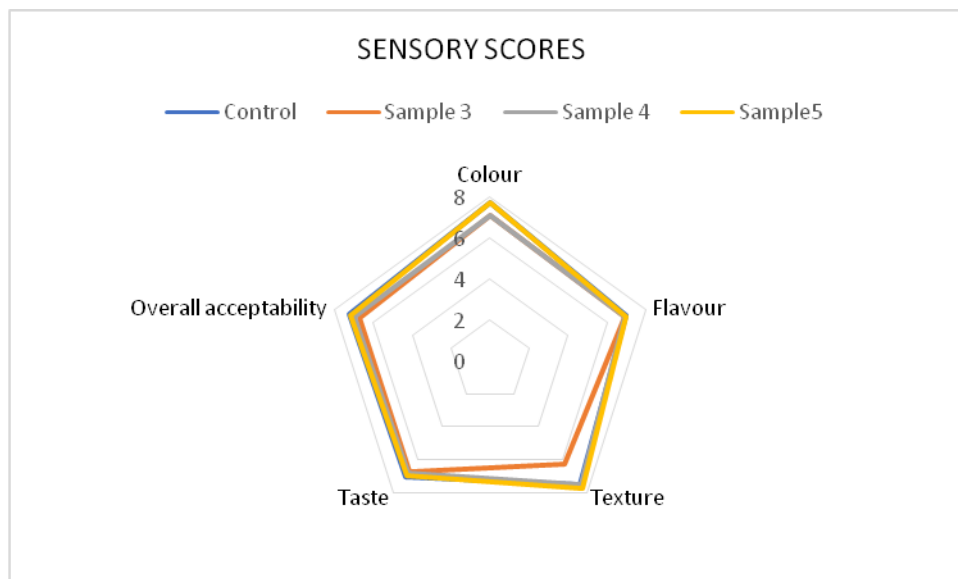 SENSORY SCORES
Control Sample 3 Sample 4 Sample5
Colour
8
6
4
2
0
Overall acceptability
Flavour
Taste
Texture